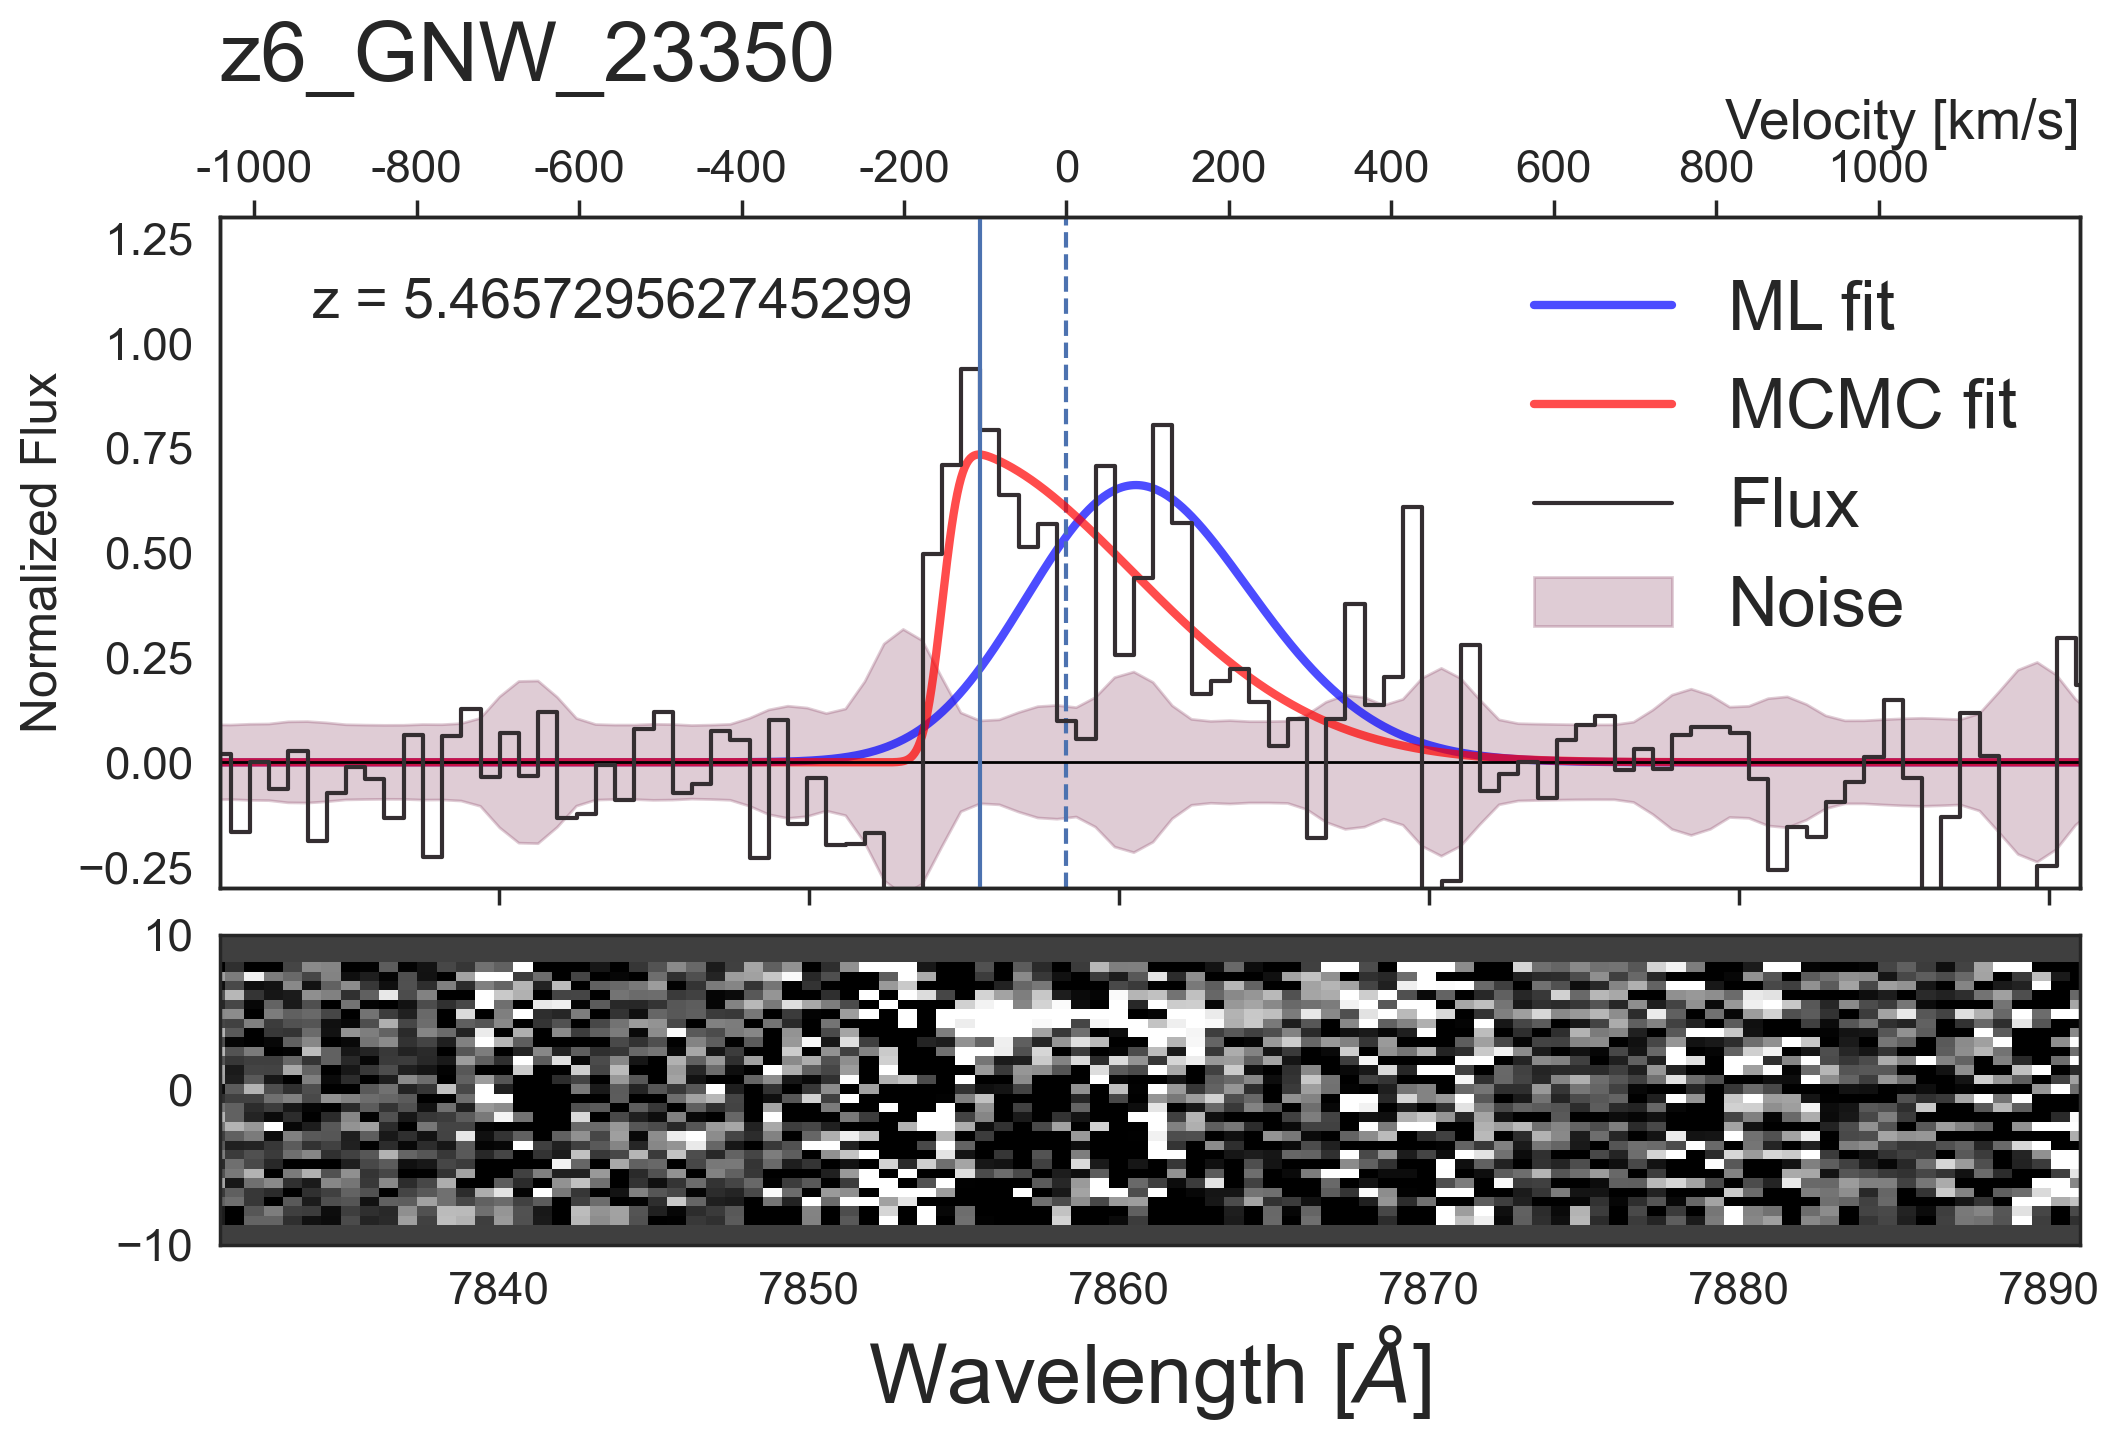 z6_GNW_23350
Velocity [km/s]
-1000 -800 -600 -400 -200 0 200 400 600 800 1000
1.25
1.00
0.75
0.50
0.25
0.00
−0.25
Normalized Flux
z = 5.465729562745299
ML fit
MCMC fit
Flux
Noise
10
0
−10
7840 7850 7860 7870 7880 7890
Wavelength [Å]